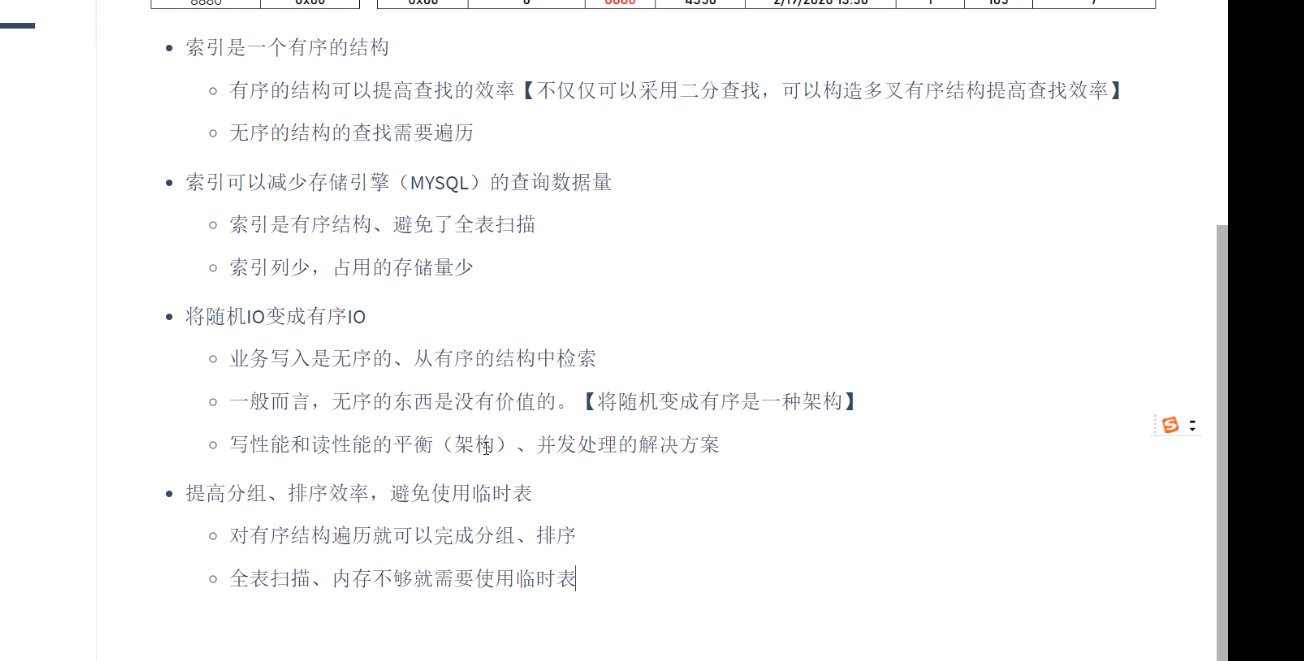 索引是一个有序的结构
有序的结构可以提高查找的效率【不仅仅可以采用二分查找，可以构造多叉有序结构提高查找效率】
无序的结构的查找需要遍历
索引可以减少存储引擎（MYSQL）的查询数据量
索引是有序结构、避免了全表扫描
索引列少，占用的存储量少
将随机IO变成有序IO
业务写入是无序的、从有序的结构中检索
一般而言，无序的东西是没有价值的。【将随机变成有序是一种架构】
写性能和读性能的平衡（架构）、并发处理的解决方案
提高分组、排序效率，避免使用临时表
对有序结构遍历就可以完成分组、排序
全表扫描、内存不够就需要使用临时表